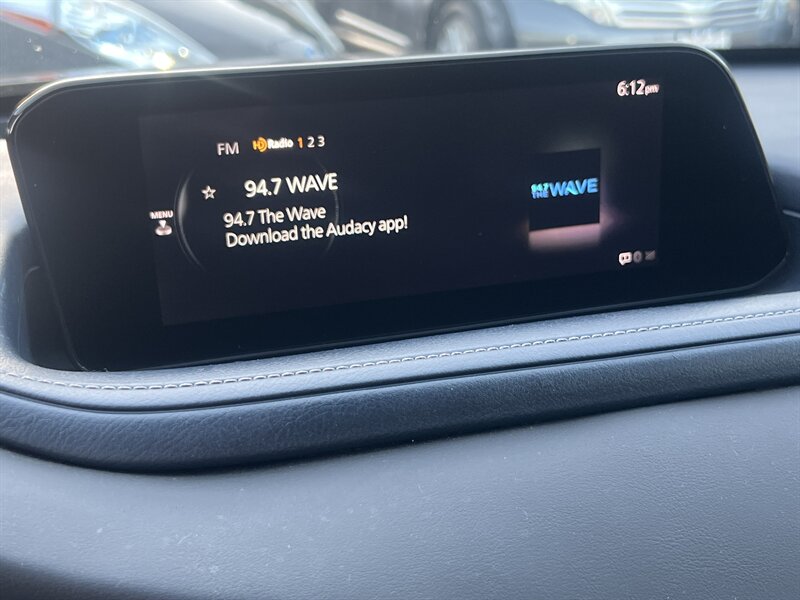 6:12pm
FM HD Radio 1 2 3
94.7 WAVE
MENU
94.7 The Wave
Download the Audacy app!
94.7
THE WAVE
0